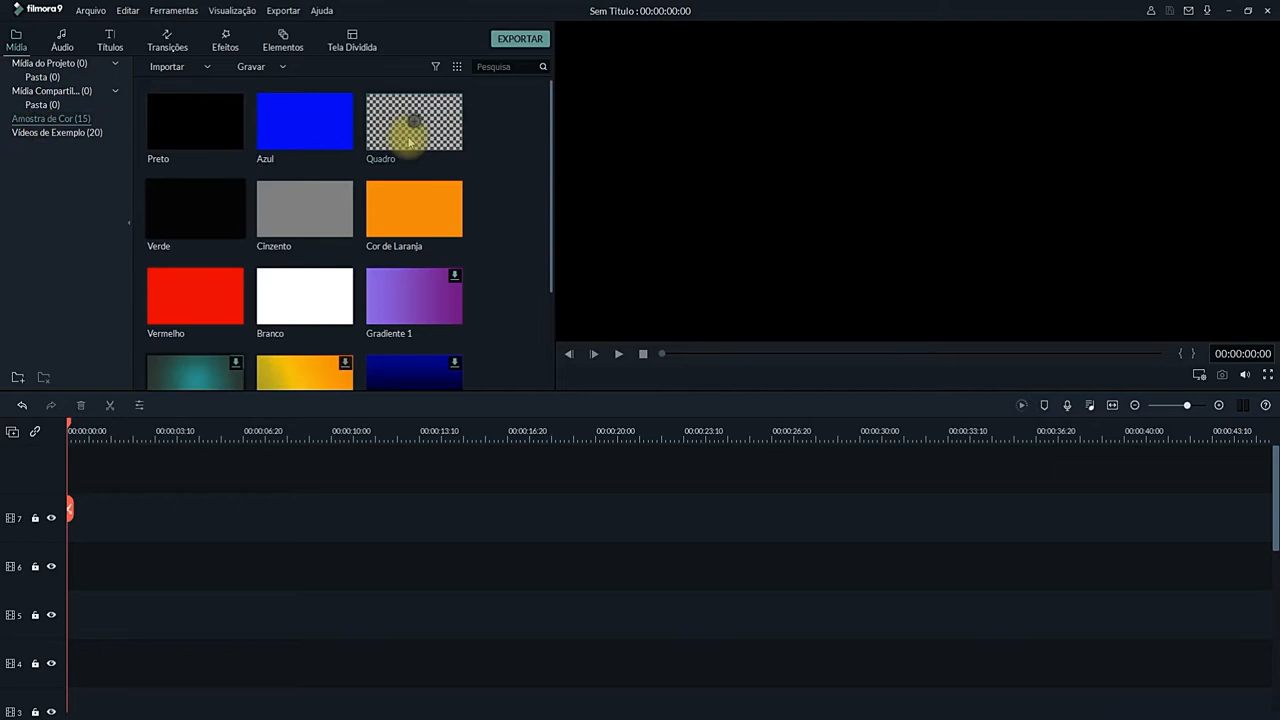 filmora9 Arquivo Editar Ferramentas Visualização Exportar Ajuda Sem Título : 00:00:00:00
Mídia Áudio Títulos Transições Efeitos Elementos Tela Dividida EXPORTAR
Mídia do Projeto (0) Importar Gravar Pesquisa
Pasta (0)
Mídia Compartil... (0)
Pasta (0)
Amostra de Cor (15)
Vídeos de Exemplo (20)
Preto Azul Quadro
Verde Cinzento Cor de Laranja
Vermelho Branco Gradiente 1
00:00:00:00
00:00:00:00 00:00:03:10 00:00:06:20 00:00:10:00 00:00:13:10 00:00:16:20 00:00:20:00 00:00:23:10 00:00:26:20 00:00:30:00 00:00:33:10 00:00:36:20 00:00:40:00 00:00:43:10
7
6
5
4
3